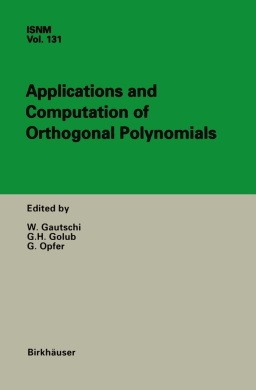 ISNM
Vol. 131
Applications and
Computation of
Orthogonal Polynomials
Edited by
W. Gautschi
G.H. Golub
G. Opfer
Birkhäuser